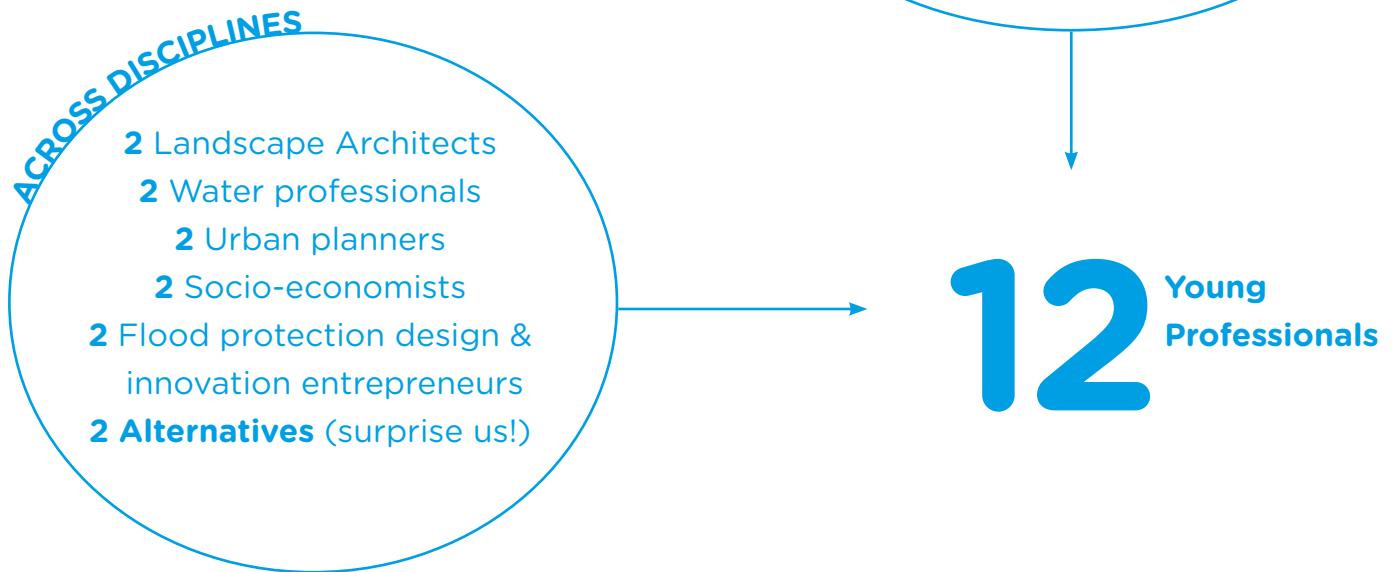 ACROSS DISCIPLINES
2 Landscape Architects
2 Water professionals
2 Urban planners
2 Socio-economists
2 Flood protection design &
innovation entrepreneurs
2 Alternatives (surprise us!)
12
Young
Professionals